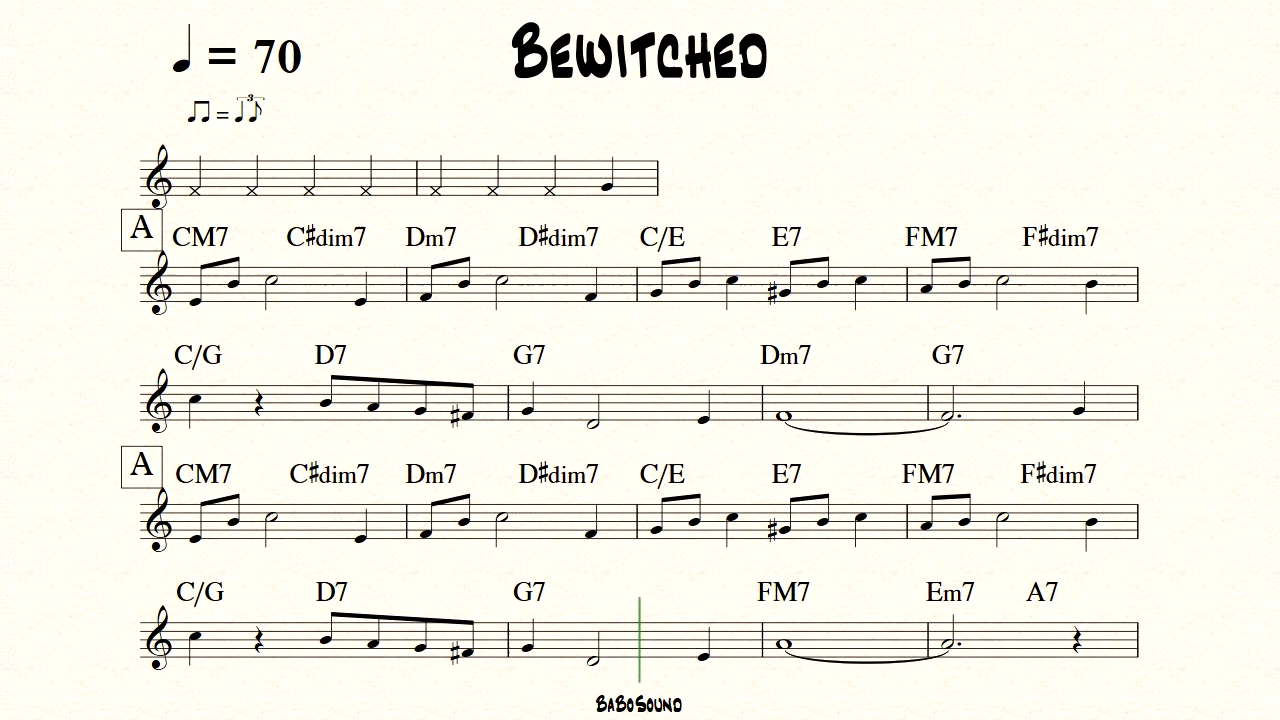 ♩ = 70
BEWITCHED
♫ = ♩♪ 3
A CM7 C♯dim7 Dm7 D♯dim7 C/E E7 FM7 F♯dim7
C/G D7 G7 Dm7 G7
A CM7 C♯dim7 Dm7 D♯dim7 C/E E7 FM7 F♯dim7
C/G D7 G7 FM7 Em7 A7
BABOSOUND